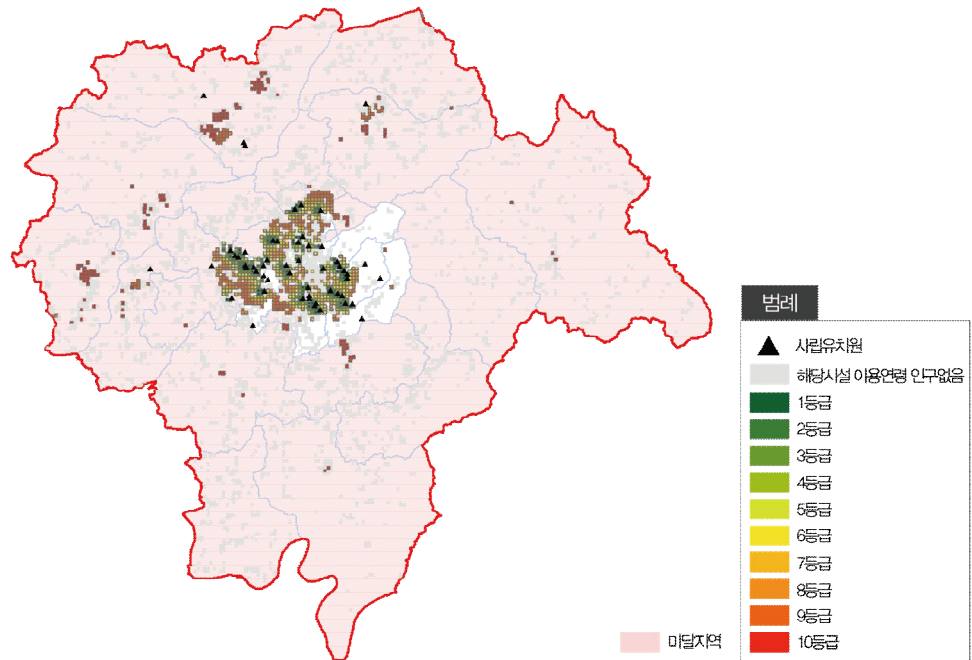 범례
사립유치원
해당시설 이용연령 인구없음
1등급
2등급
3등급
4등급
5등급
6등급
7등급
8등급
9등급
10등급
미달지역